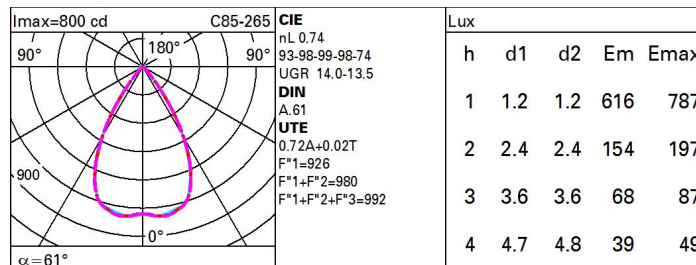 Imax=800 cd C85-265
90° 180° 90°
900
0°
α=61°
CIE
nL 0.74
93-98-99-98-74
UGR 14.0-13.5
DIN
A.61
UTE
0.72A+0.02T
F"1=926
F"1+F"2=980
F"1+F"2+F"3=992
Lux
h d1 d2 Em Emax
1 1.2 1.2 616 787
2 2.4 2.4 154 197
3 3.6 3.6 68 87
4 4.7 4.8 39 49